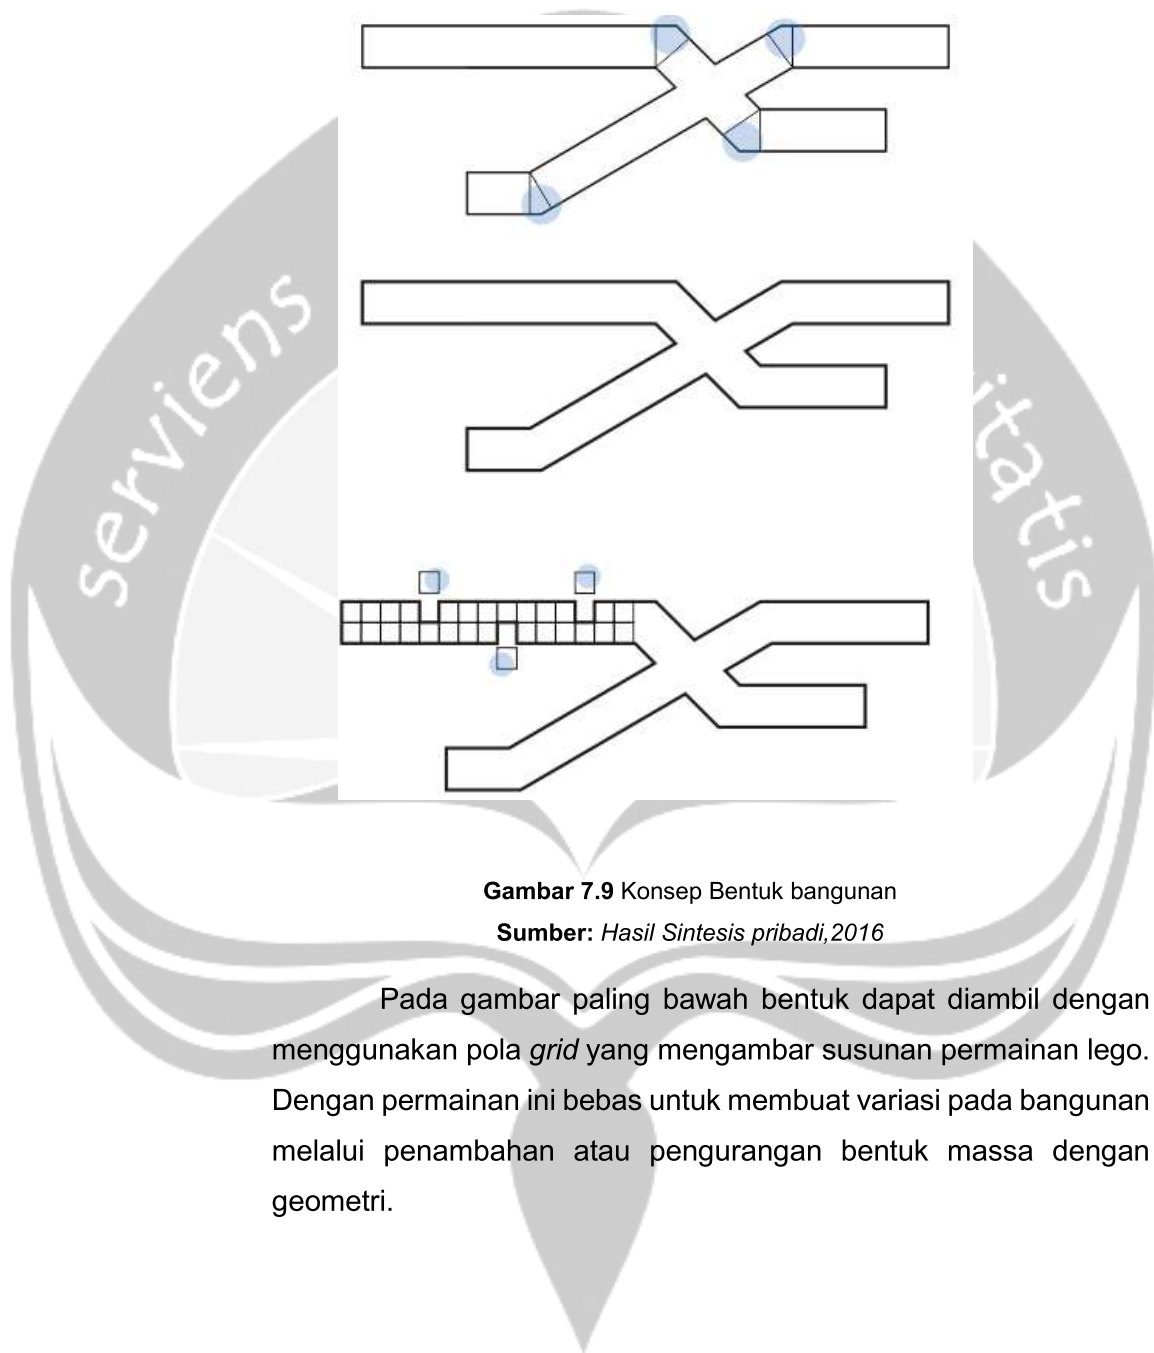 serviens
itatis
Gambar 7.9 Konsep Bentuk bangunan
Sumber: Hasil Sintesis pribadi,2016
Pada gambar paling bawah bentuk dapat diambil dengan
menggunakan pola grid yang mengambar susunan permainan lego.
Dengan permainan ini bebas untuk membuat variasi pada bangunan
melalui penambahan atau pengurangan bentuk massa dengan
geometri.